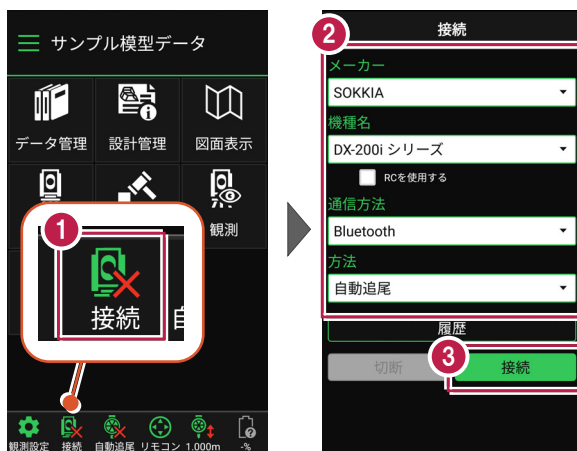 サンプル模型データ
データ管理 設計管理 図面表示
観測
1
接続
観測設定 接続 自動追尾 リモコン 1.000m -%
2
接続
メーカー
SOKKIA
機種名
DX-200i シリーズ
RCを使用する
通信方法
Bluetooth
方法
自動追尾
履歴
切断
3
接続